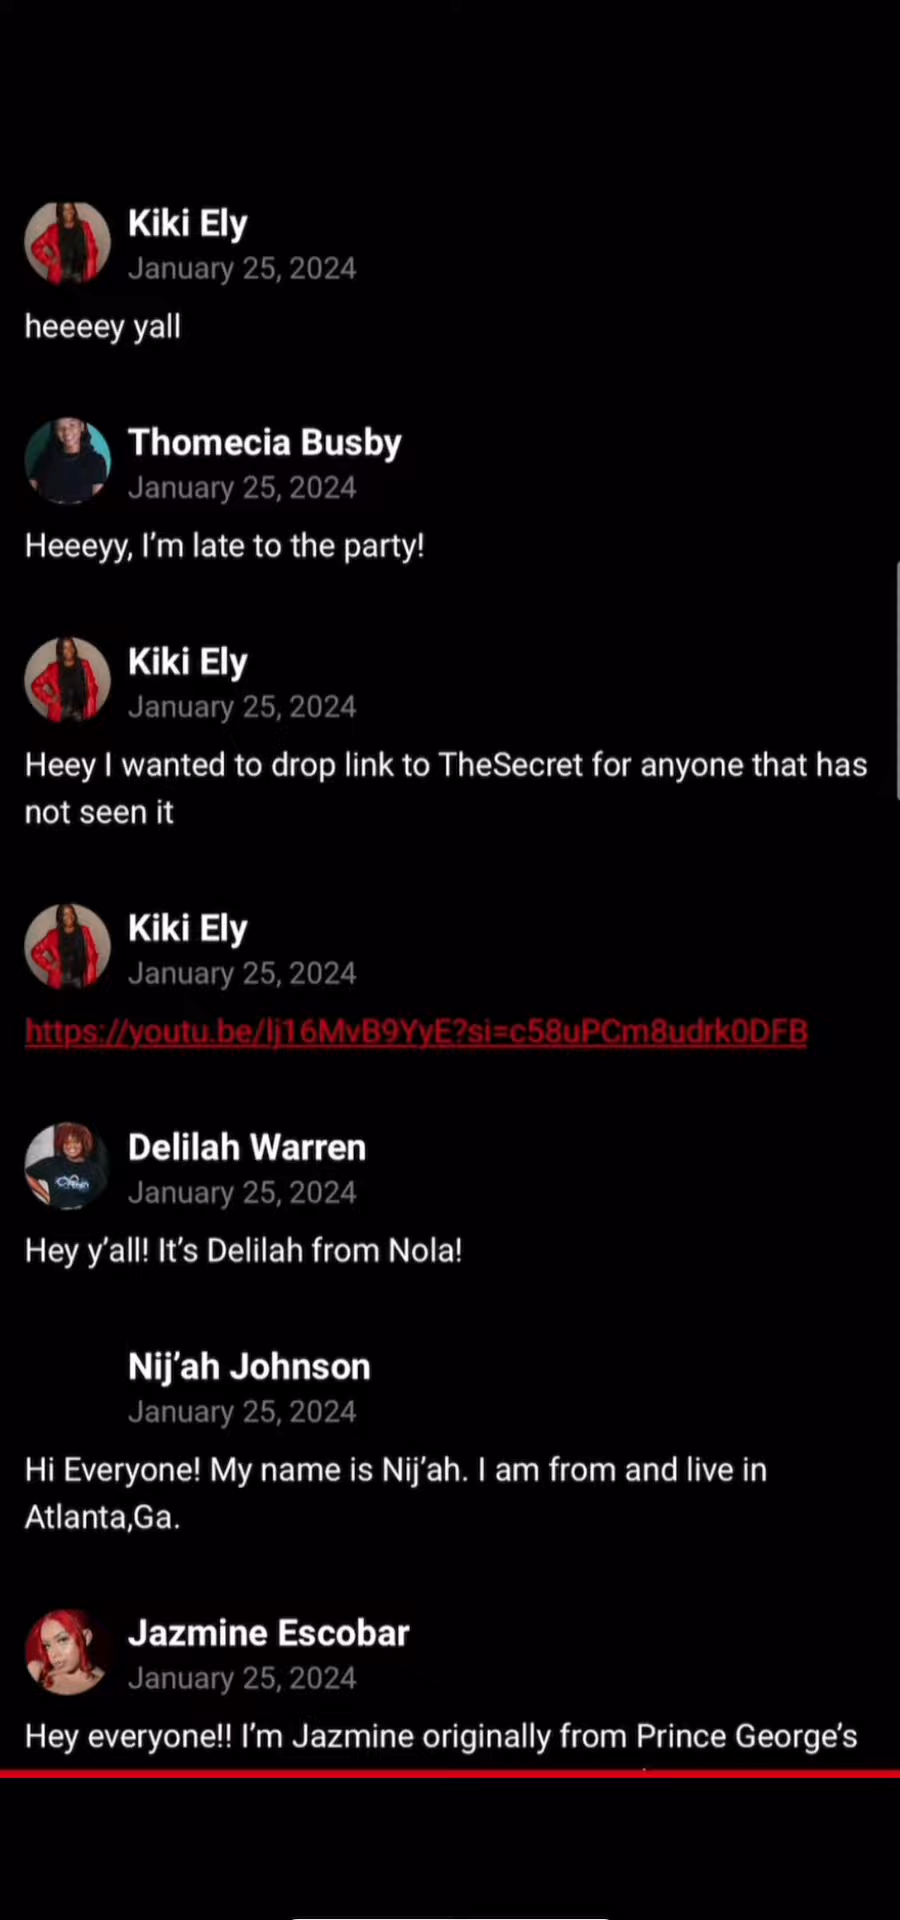 Kiki Ely
January 25, 2024
heeeey yall
Thomecia Busby
January 25, 2024
Heeeyy, I’m late to the party!
Kiki Ely
January 25, 2024
Heey I wanted to drop link to TheSecret for anyone that has
not seen it
Kiki Ely
January 25, 2024
https://youtu.be/lj16MvB9YyE?si=c58uPCm8udrk0DFB
Delilah Warren
January 25, 2024
Hey y’all! It’s Delilah from Nola!
Nij’ah Johnson
January 25, 2024
Hi Everyone! My name is Nij’ah. I am from and live in
Atlanta,Ga.
Jazmine Escobar
January 25, 2024
Hey everyone!! I’m Jazmine originally from Prince George’s